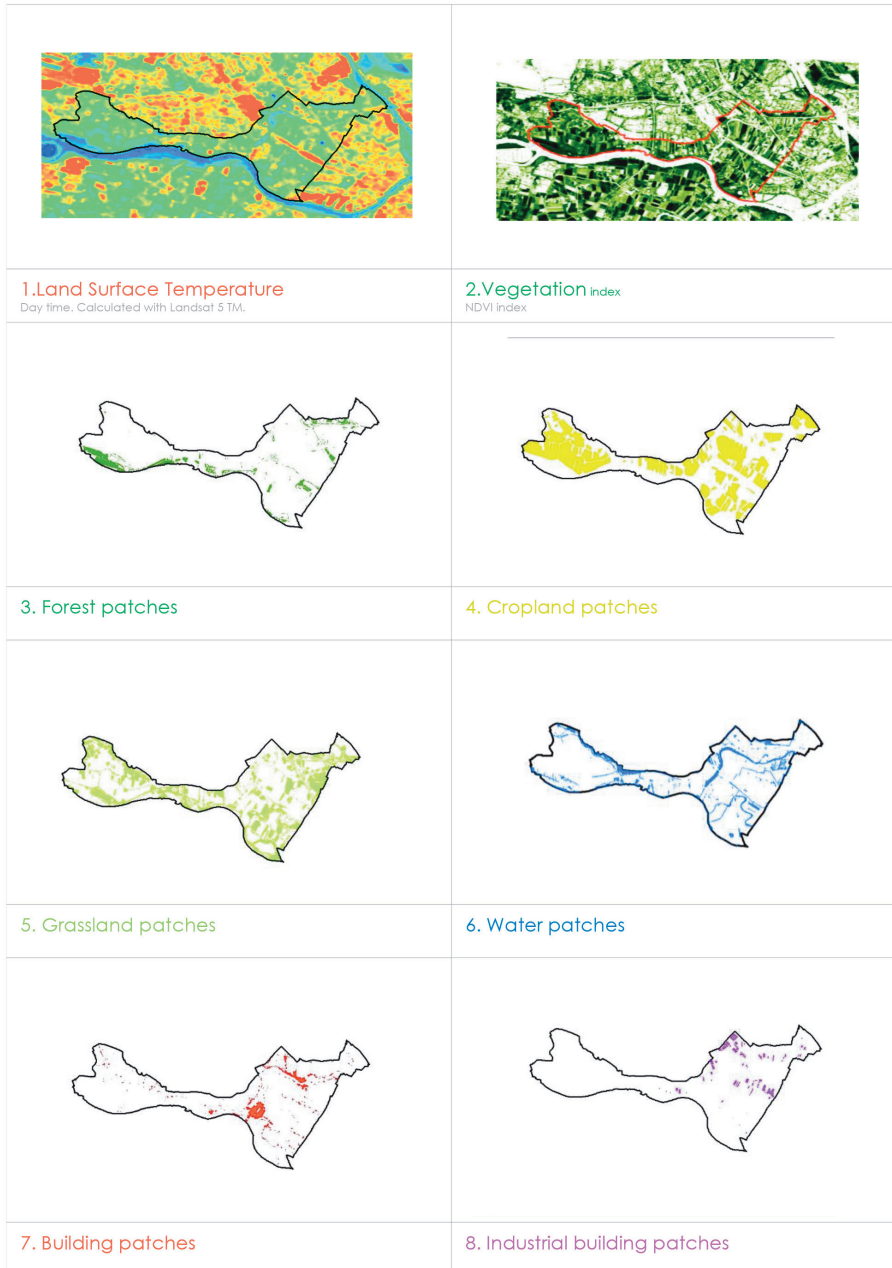 1.Land Surface Temperature
Day time, Calculated with Landsat 5 TM.
2.Vegetation index
NDVI index
3. Forest patches
4. Cropland patches
5. Grassland patches
6. Water patches
7. Building patches
8. Industrial building patches